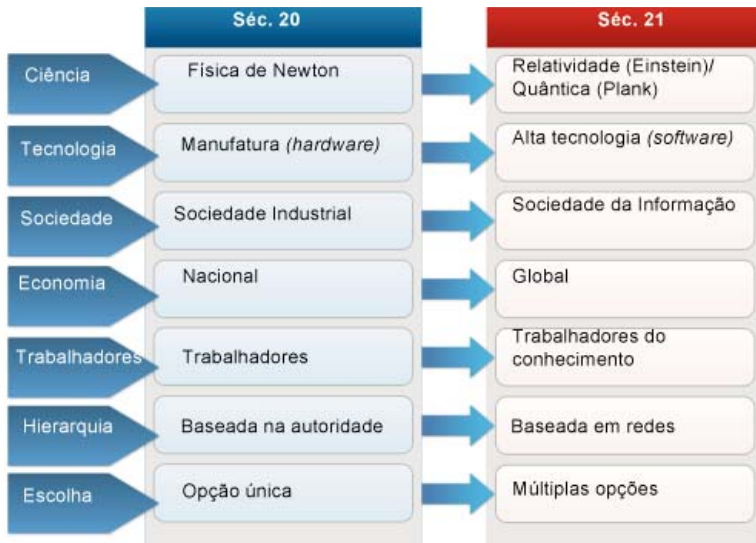 Séc. 20
Séc. 21
Ciência
Física de Newton
Relatividade (Einstein)/
Quântica (Plank)
Tecnologia
Manufatura (hardware)
Alta tecnologia (software)
Sociedade
Sociedade Industrial
Sociedade da Informação
Economia
Nacional
Global
Trabalhadores
Trabalhadores
Trabalhadores do
conhecimento
Hierarquia
Baseada na autoridade
Baseada em redes
Escolha
Opção única
Múltiplas opções